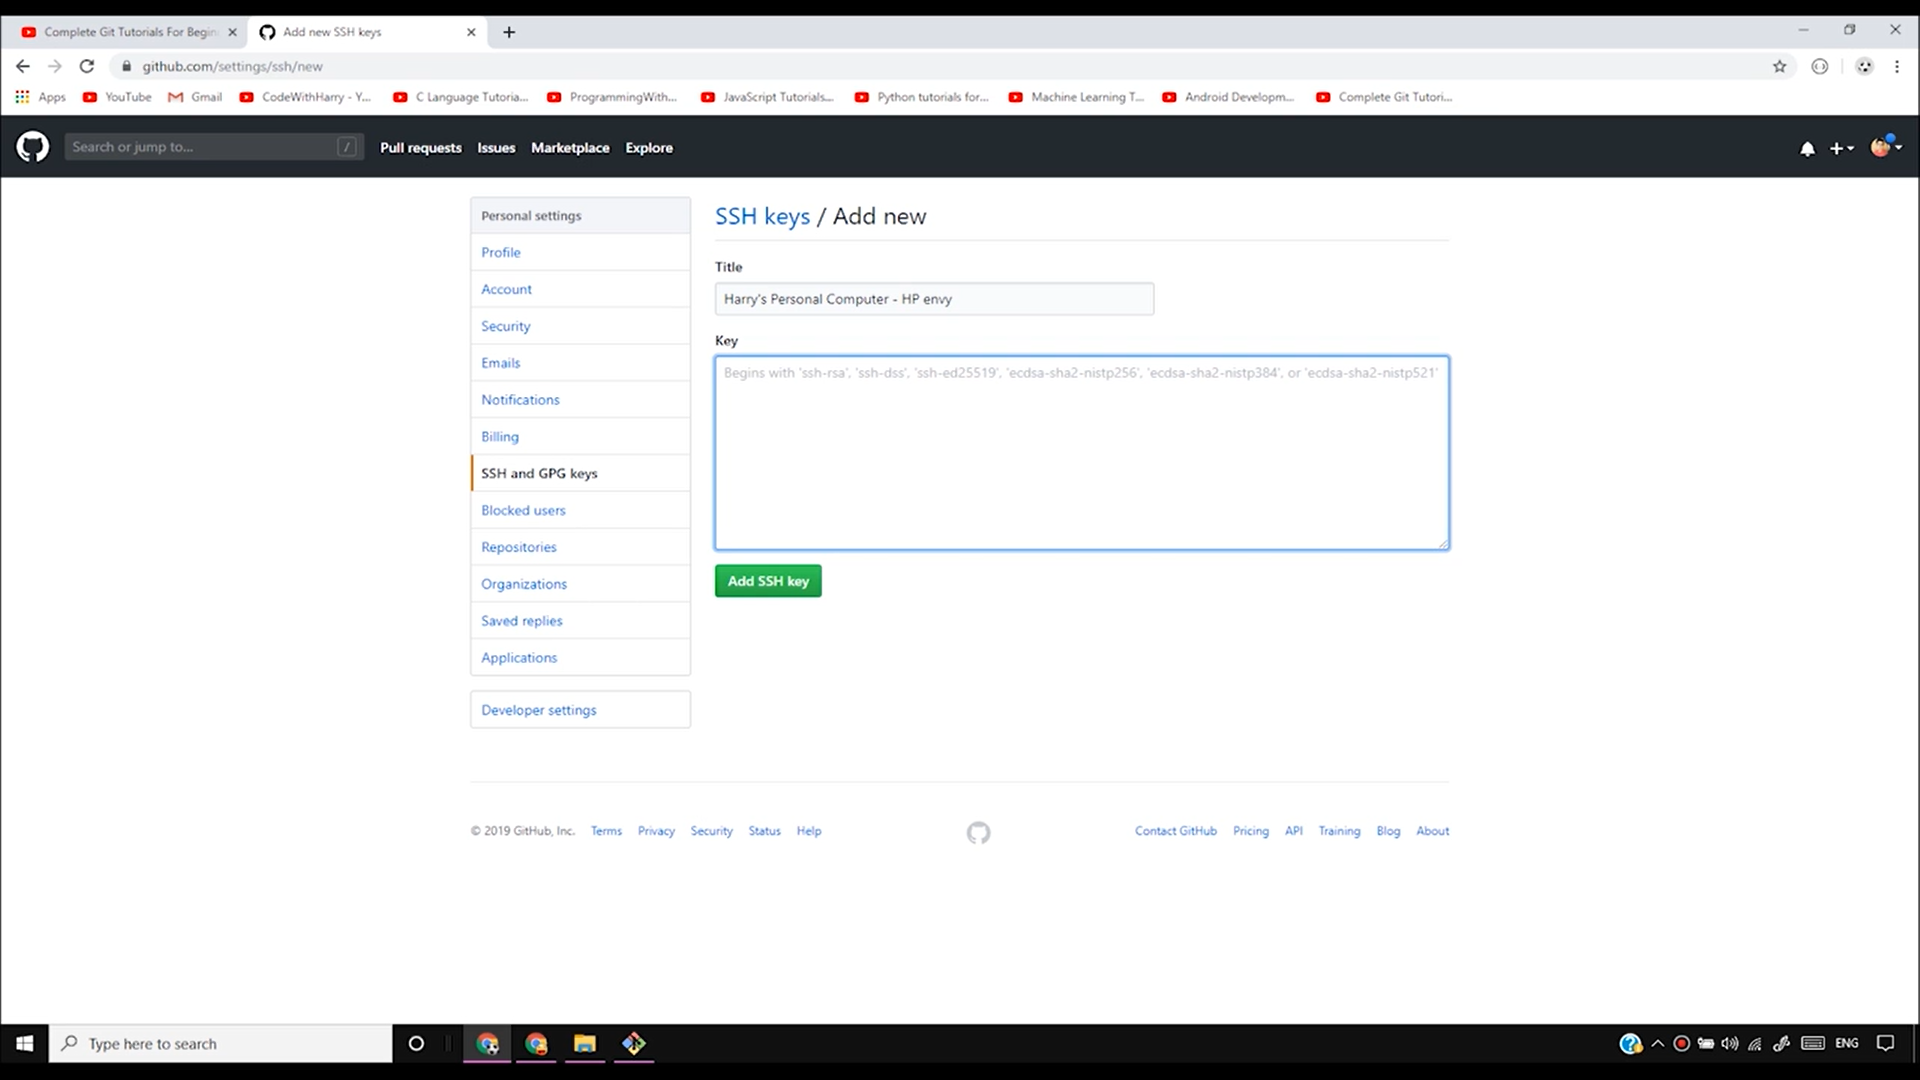 Complete Git Tutorials For Begin
Add new SSH keys
github.com/settings/ssh/new
Apps
YouTube
Gmail
CodeWithHarry - Y...
C Language Tutoria...
ProgrammingWith...
JavaScript Tutorials...
Python tutorials for...
Machine Learning T...
Android Developm...
Complete Git Tutori...
Search or jump to...
/
Pull requests
Issues
Marketplace
Explore
Personal settings
Profile
Account
Security
Emails
Notifications
Billing
SSH and GPG keys
Blocked users
Repositories
Organizations
Saved replies
Applications
Developer settings
SSH keys / Add new
Title
Harry's Personal Computer - HP envy
Key
Begins with 'ssh-rsa', 'ssh-dss', 'ssh-ed25519', 'ecdsa-sha2-nistp256', 'ecdsa-sha2-nistp384', or 'ecdsa-sha2-nistp521'
Add SSH key
© 2019 GitHub, Inc.
Terms
Privacy
Security
Status
Help
Contact GitHub
Pricing
API
Training
Blog
About
Type here to search
ENG